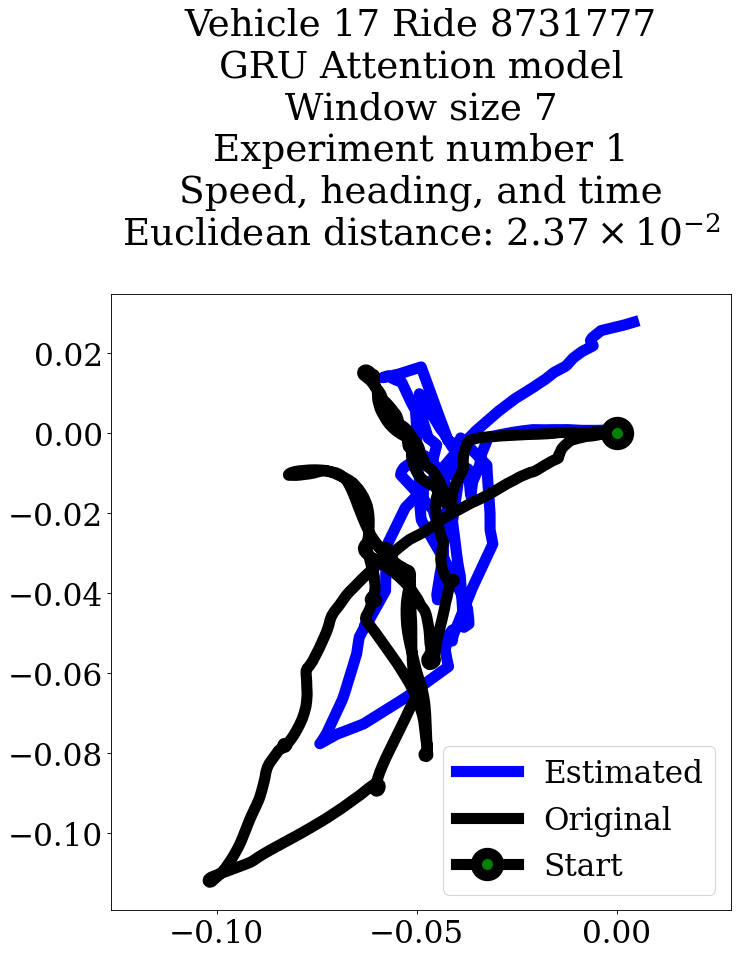 Vehicle 17 Ride 8731777
GRU Attention model
Window size 7
Experiment number 1
Speed, heading, and time
Euclidean distance: 2.37 × 10⁻²
0.02
0.00
−0.02
−0.04
−0.06
−0.08
−0.10
Estimated
Original
Start
−0.10
−0.05
0.00